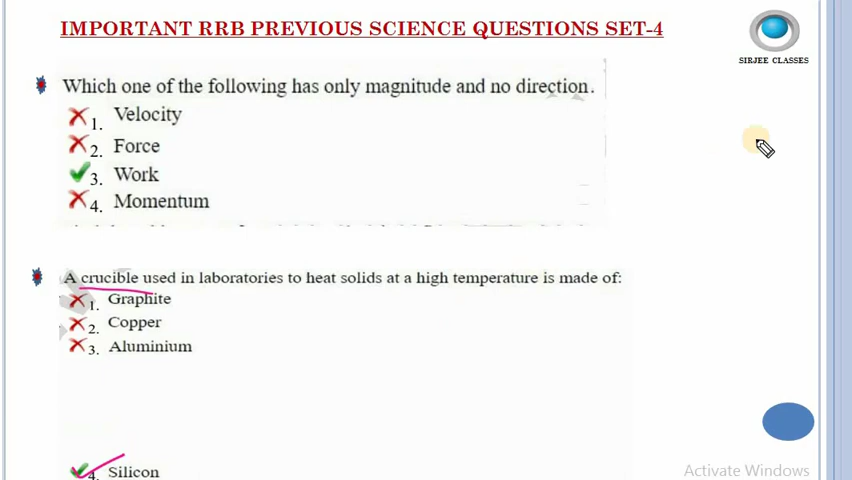 IMPORTANT RRB PREVIOUS SCIENCE QUESTIONS SET-4
SIRJEE CLASSES
Which one of the following has only magnitude and no direction.
1. Velocity
2. Force
3. Work
4. Momentum
A crucible used in laboratories to heat solids at a high temperature is made of:
1. Graphite
2. Copper
3. Aluminium
4. Silicon
Activate Windows